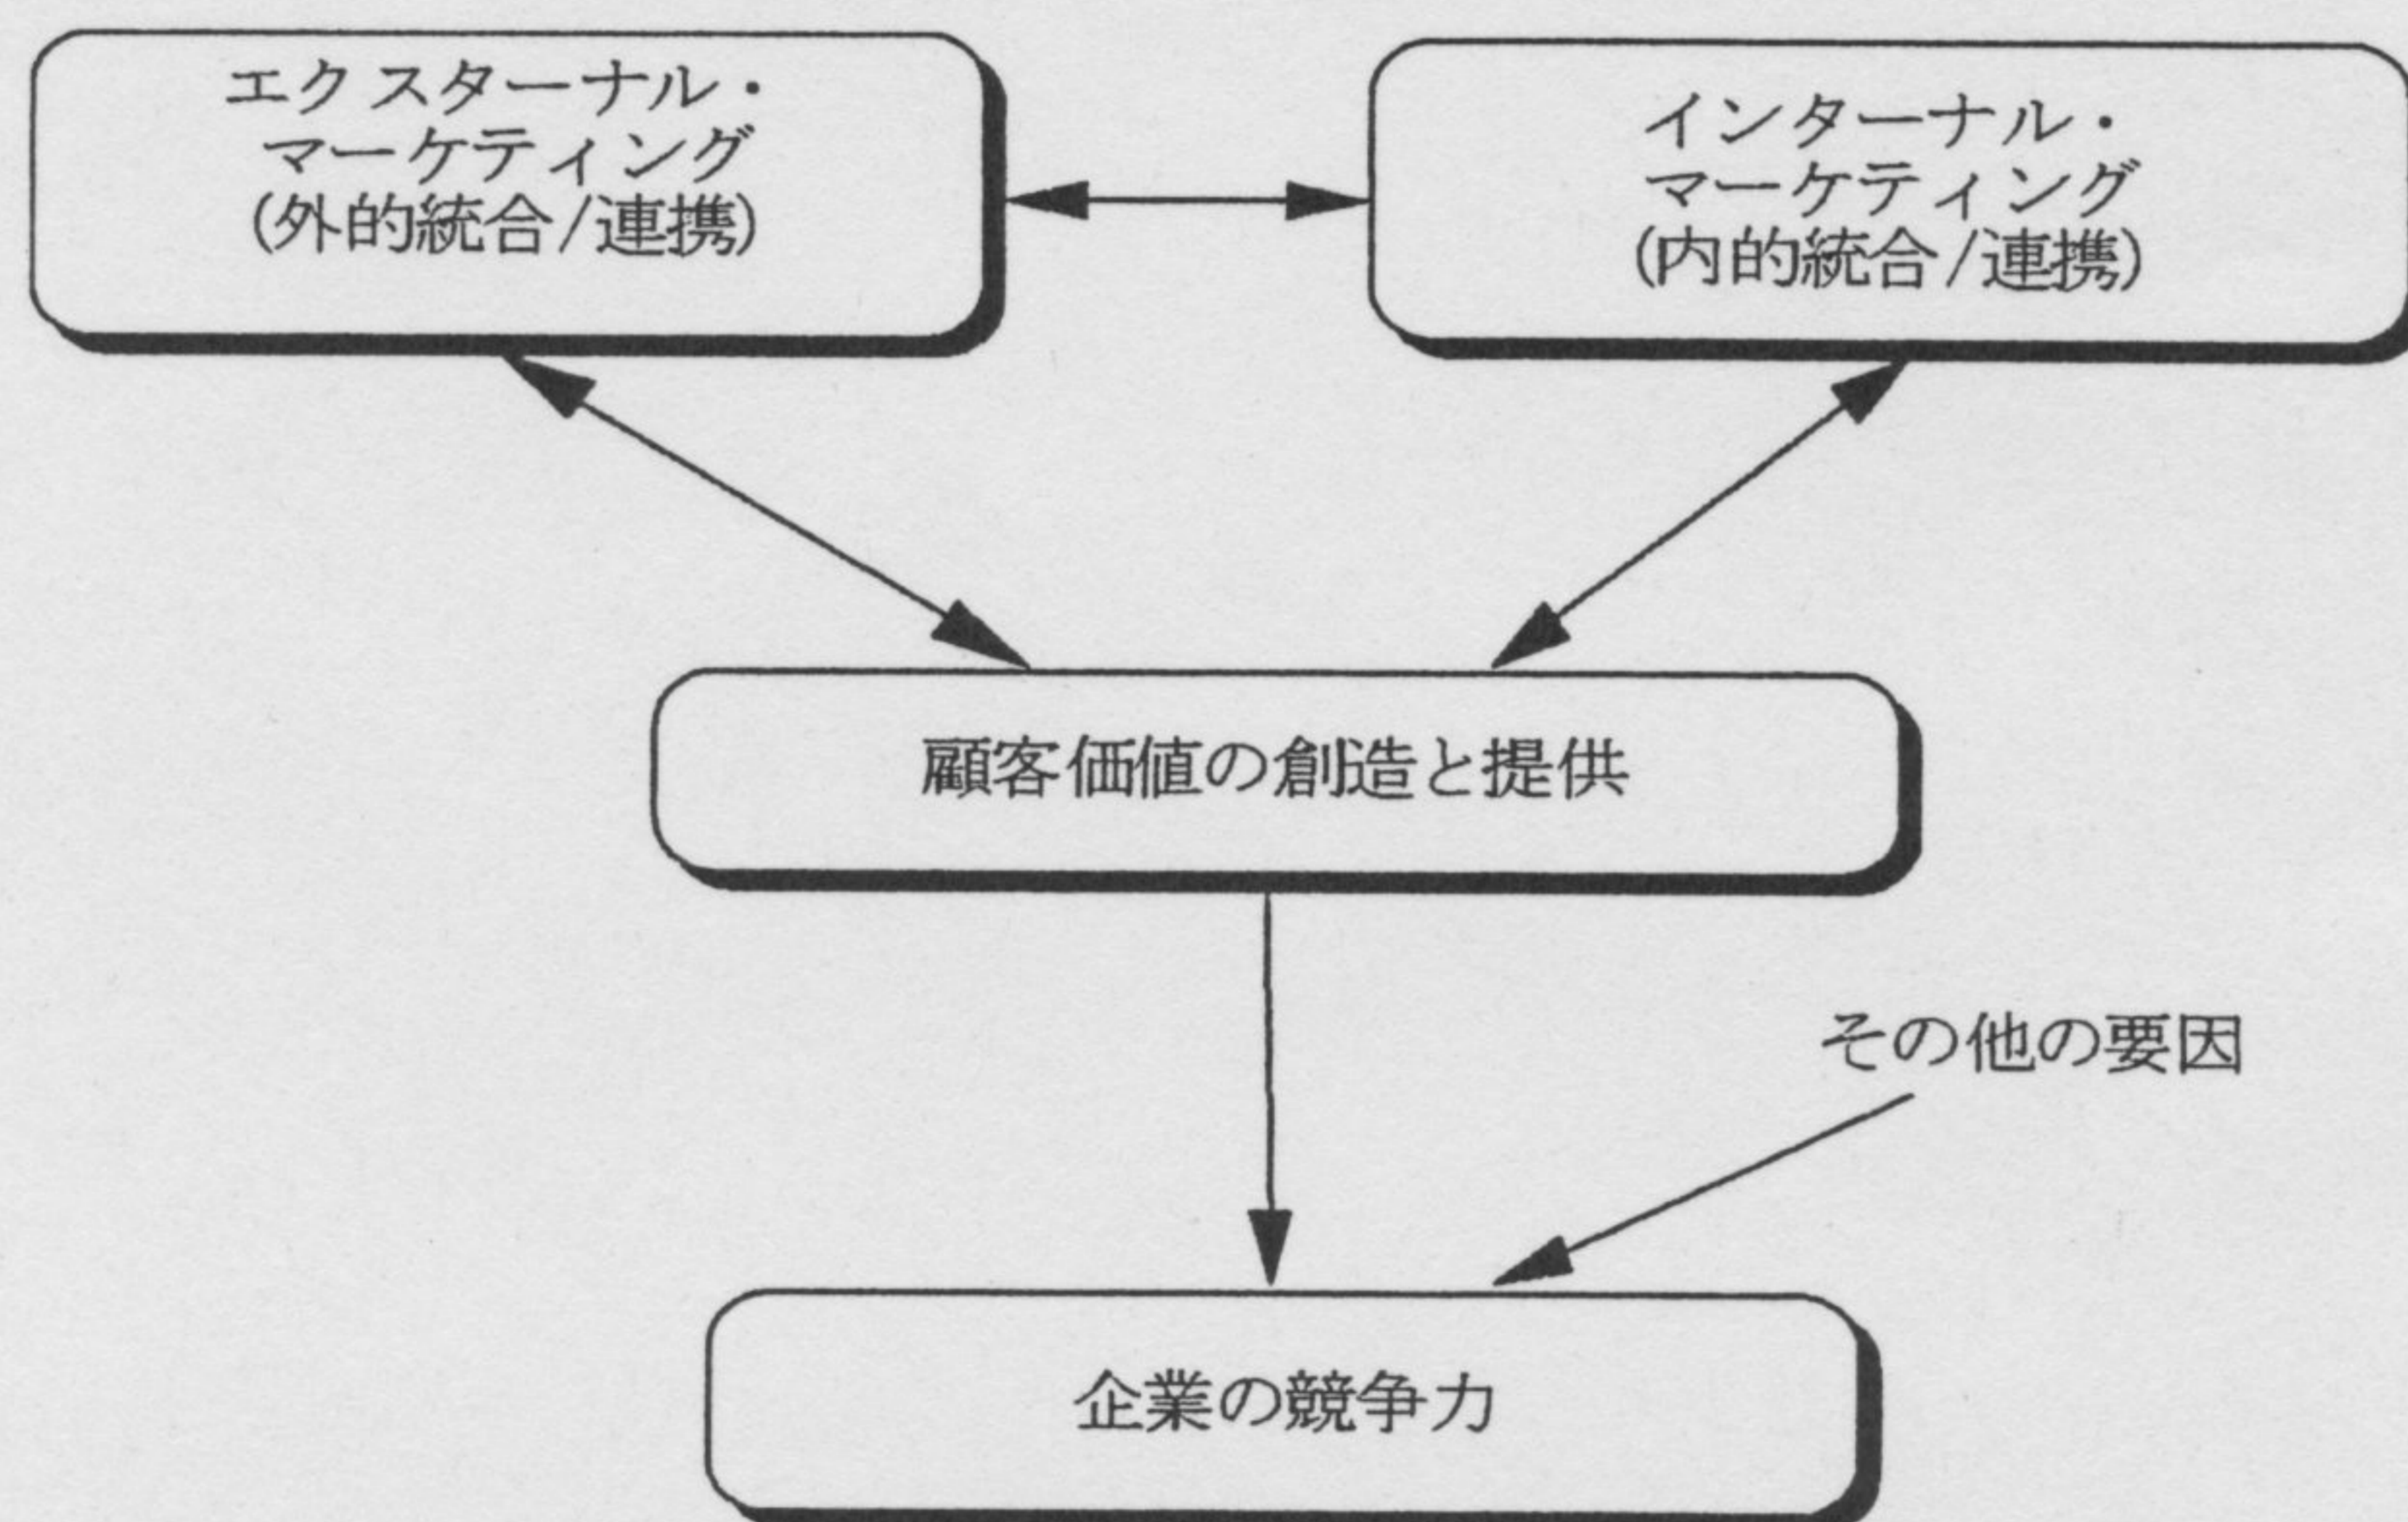 エクスターナル・
マーケティング
(外的統合/連携)
インターナル・
マーケティング
(内的統合/連携)
顧客価値の創造と提供
その他の要因
企業の競争力